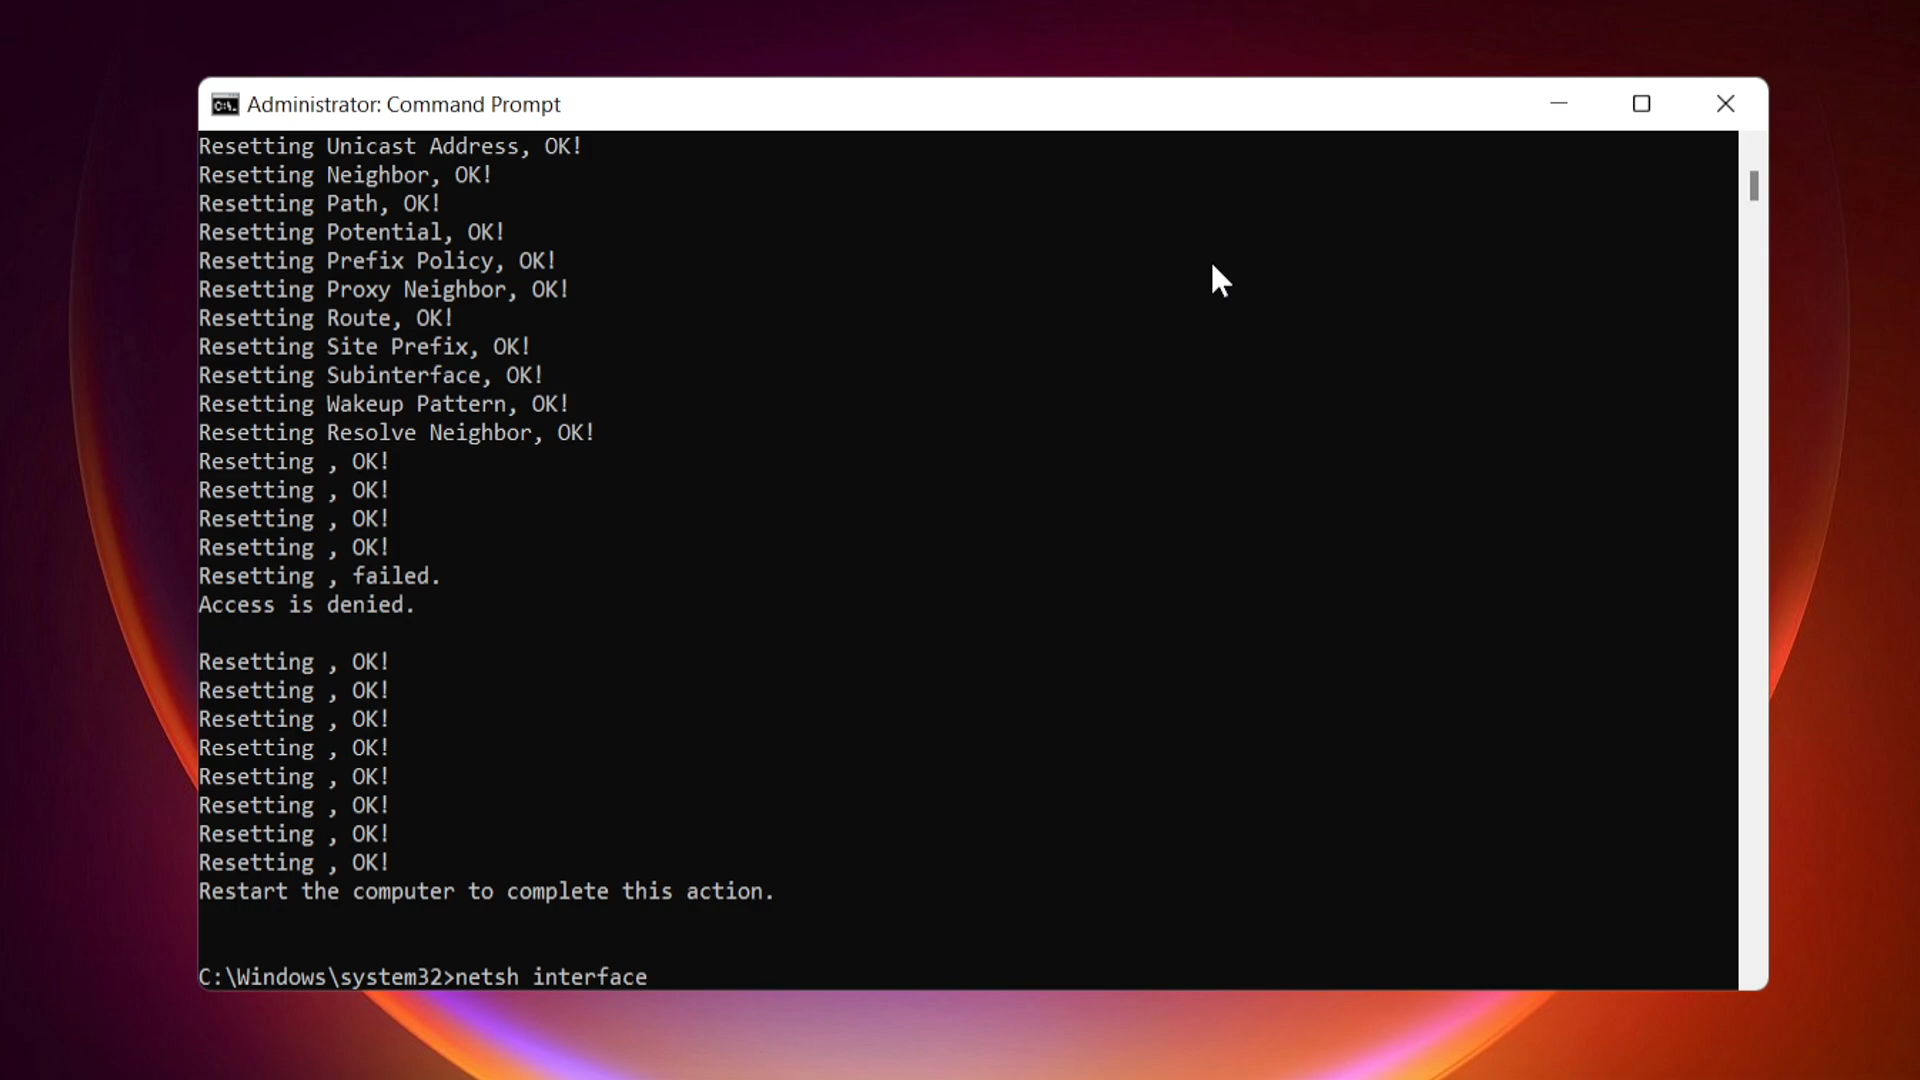 Administrator: Command Prompt
Resetting Unicast Address, OK!
Resetting Neighbor, OK!
Resetting Path, OK!
Resetting Potential, OK!
Resetting Prefix Policy, OK!
Resetting Proxy Neighbor, OK!
Resetting Route, OK!
Resetting Site Prefix, OK!
Resetting Subinterface, OK!
Resetting Wakeup Pattern, OK!
Resetting Resolve Neighbor, OK!
Resetting , OK!
Resetting , OK!
Resetting , OK!
Resetting , OK!
Resetting , failed.
Access is denied.
Resetting , OK!
Resetting , OK!
Resetting , OK!
Resetting , OK!
Resetting , OK!
Resetting , OK!
Resetting , OK!
Resetting , OK!
Restart the computer to complete this action.
C:\Windows\system32>netsh interface